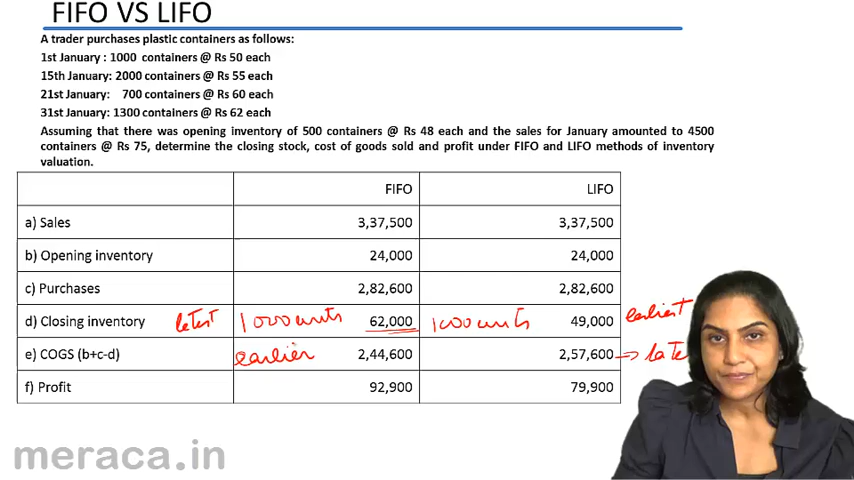 FIFO VS LIFO
A trader purchases plastic containers as follows:
1st January : 1000 containers @ Rs 50 each
15th January: 2000 containers @ Rs 55 each
21st January: 700 containers @ Rs 60 each
31st January: 1300 containers @ Rs 62 each
Assuming that there was opening inventory of 500 containers @ Rs 48 each and the sales for January amounted to 4500
containers @ Rs 75, determine the closing stock, cost of goods sold and profit under FIFO and LIFO methods of inventory
valuation.
FIFO LIFO
a) Sales 3,37,500 3,37,500
b) Opening inventory 24,000 24,000
c) Purchases 2,82,600 2,82,600
d) Closing inventory latest 1000 units 62,000 1000 units 49,000 earliest
e) COGS (b+c-d) earlier 2,44,600 2,57,600 → late
f) Profit 92,900 79,900
meraca.in